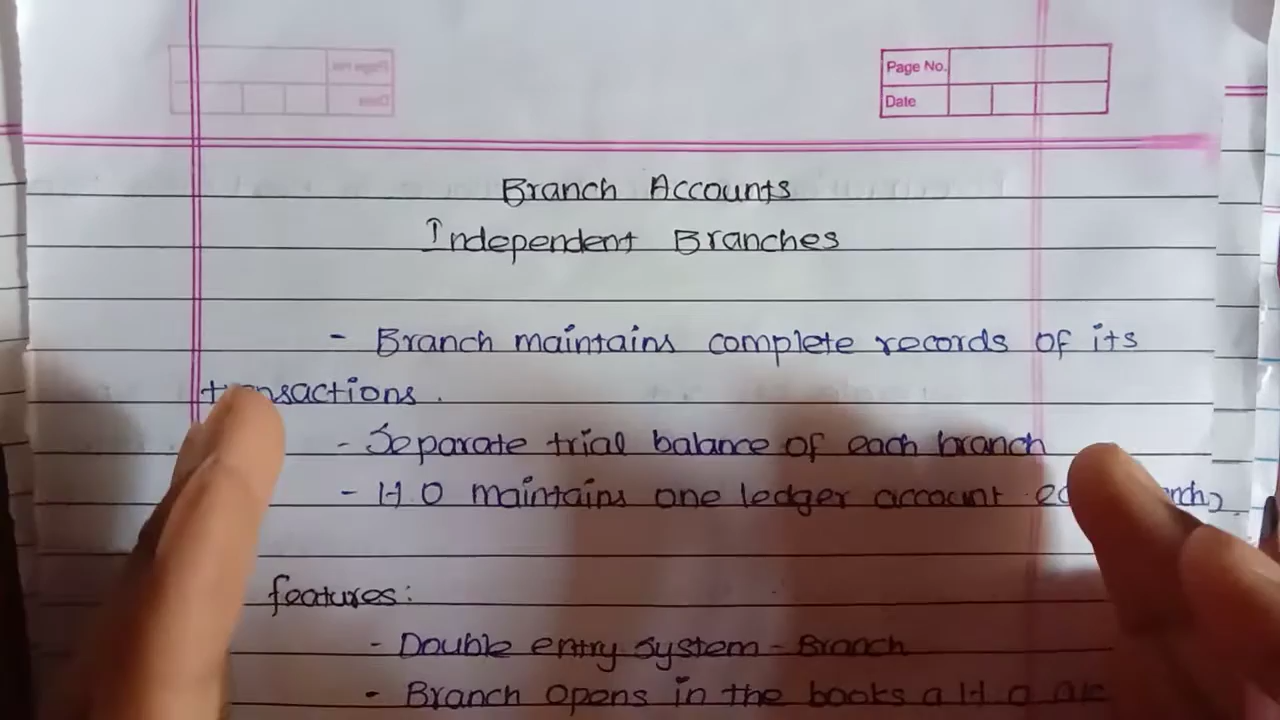 Page No.
Date
Branch Accounts
Independent Branches
- Branch maintains complete records of its
transactions.
- Separate trial balance of each branch
- H.O maintains one ledger account
features:
- Double entry system - Branch
- Branch opens in the books a H.O a/c